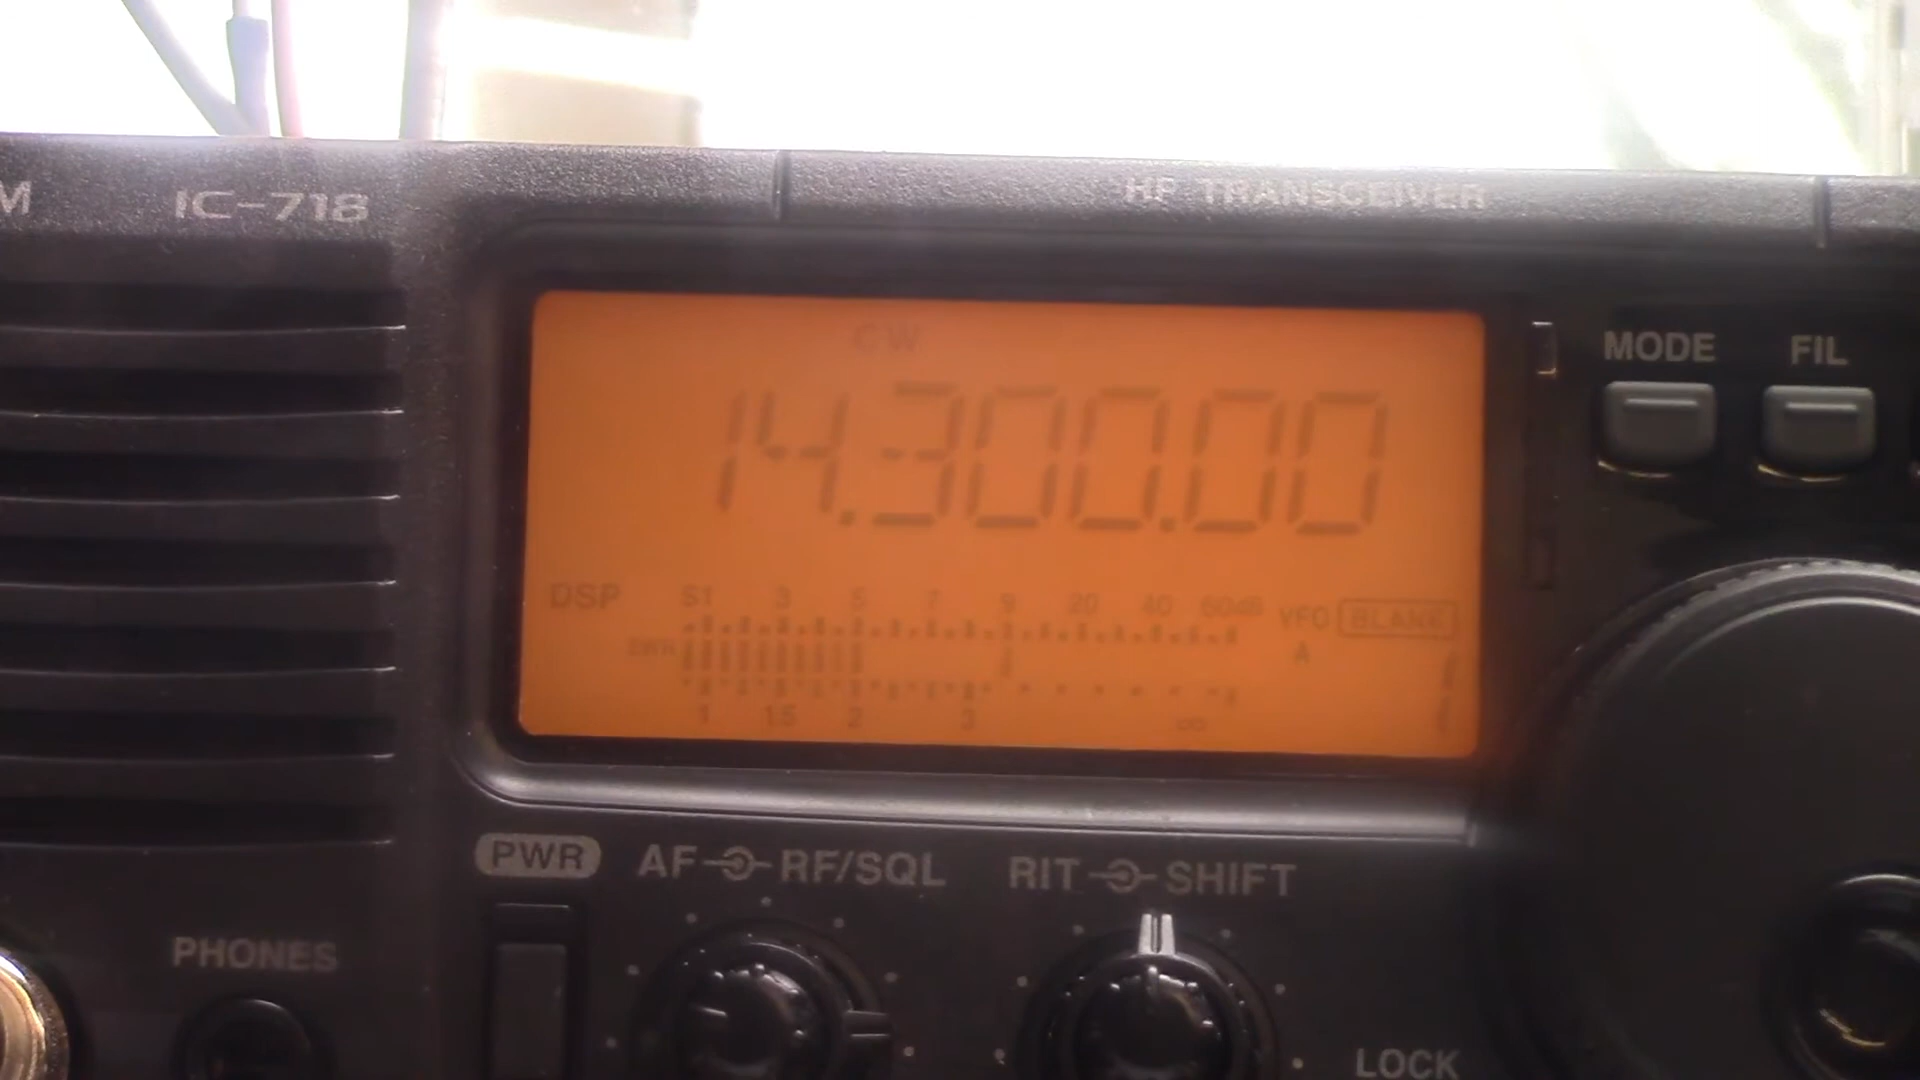 M IC-718 HF TRANSCEIVER
MODE FIL
CW
14.300.00
DSP S1 3 5 7 9 20 40 60dB VFO BLANK
SWR A
1 1.5 2 3 ∞
PWR AF RF/SQL RIT SHIFT
PHONES
LOCK